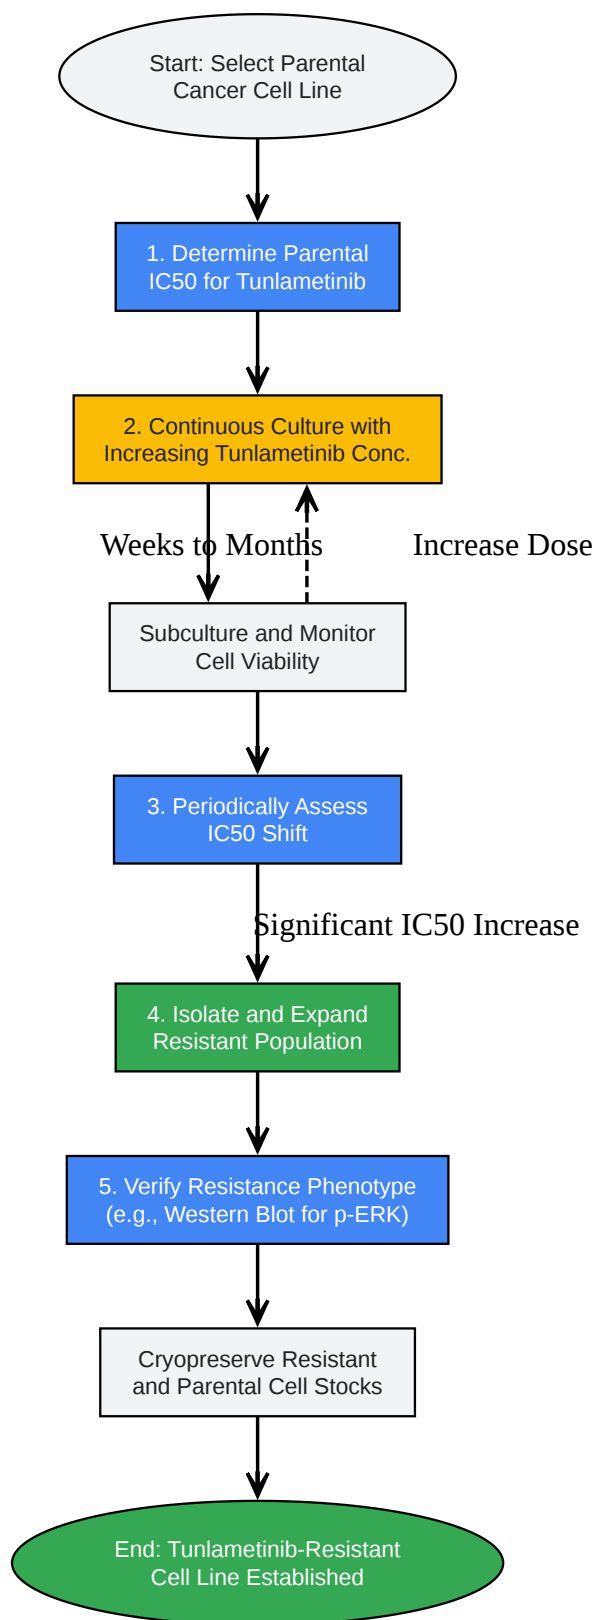 Start: Select Parental
Cancer Cell Line
1. Determine Parental
IC50 for Tunlametinib
2. Continuous Culture with
Increasing Tunlametinib Conc.
Weeks to Months
Increase Dose
Subculture and Monitor
Cell Viability
3. Periodically Assess
IC50 Shift
Significant IC50 Increase
4. Isolate and Expand
Resistant Population
5. Verify Resistance Phenotype
(e.g., Western Blot for p-ERK)
Cryopreserve Resistant
and Parental Cell Stocks
End: Tunlametinib-Resistant
Cell Line Established